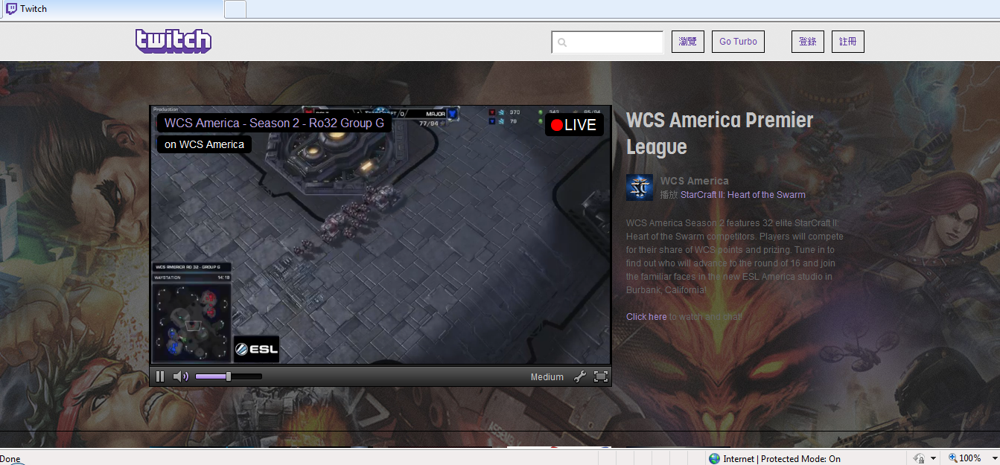 Twitch
twitch
瀏覽
Go Turbo
登錄
註冊
Production
WCS America - Season 2 - Ro32 Group G
on WCS America
MAJOR
77/94
370
79
LIVE
WCS AMERICA RO 32 - GROUP G
WAYSTATION 14:18
ESL
Medium
WCS America Premier
League
WCS America
播放 StarCraft II: Heart of the Swarm
WCS America Season 2 features 32 elite StarCraft II:
Heart of the Swarm competitors. Players will compete
for their share of WCS points and prizing. Tune in to
find out who will advance to the round of 16 and join
the familiar faces in the new ESL America studio in
Burbank, California!
Click here to watch and chat!
Done
Internet | Protected Mode: On
100%